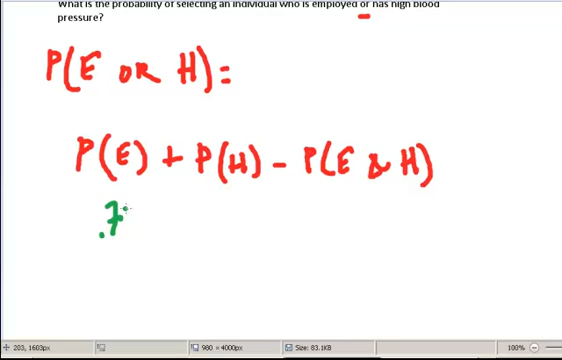 What is the probability of selecting an individual who is employed or has high blood
pressure?
P(E OR H)=
P(E) + P(H) - P(E & H)
.7
203, 1603px 980 × 4000px Size: 83.1KB 100%